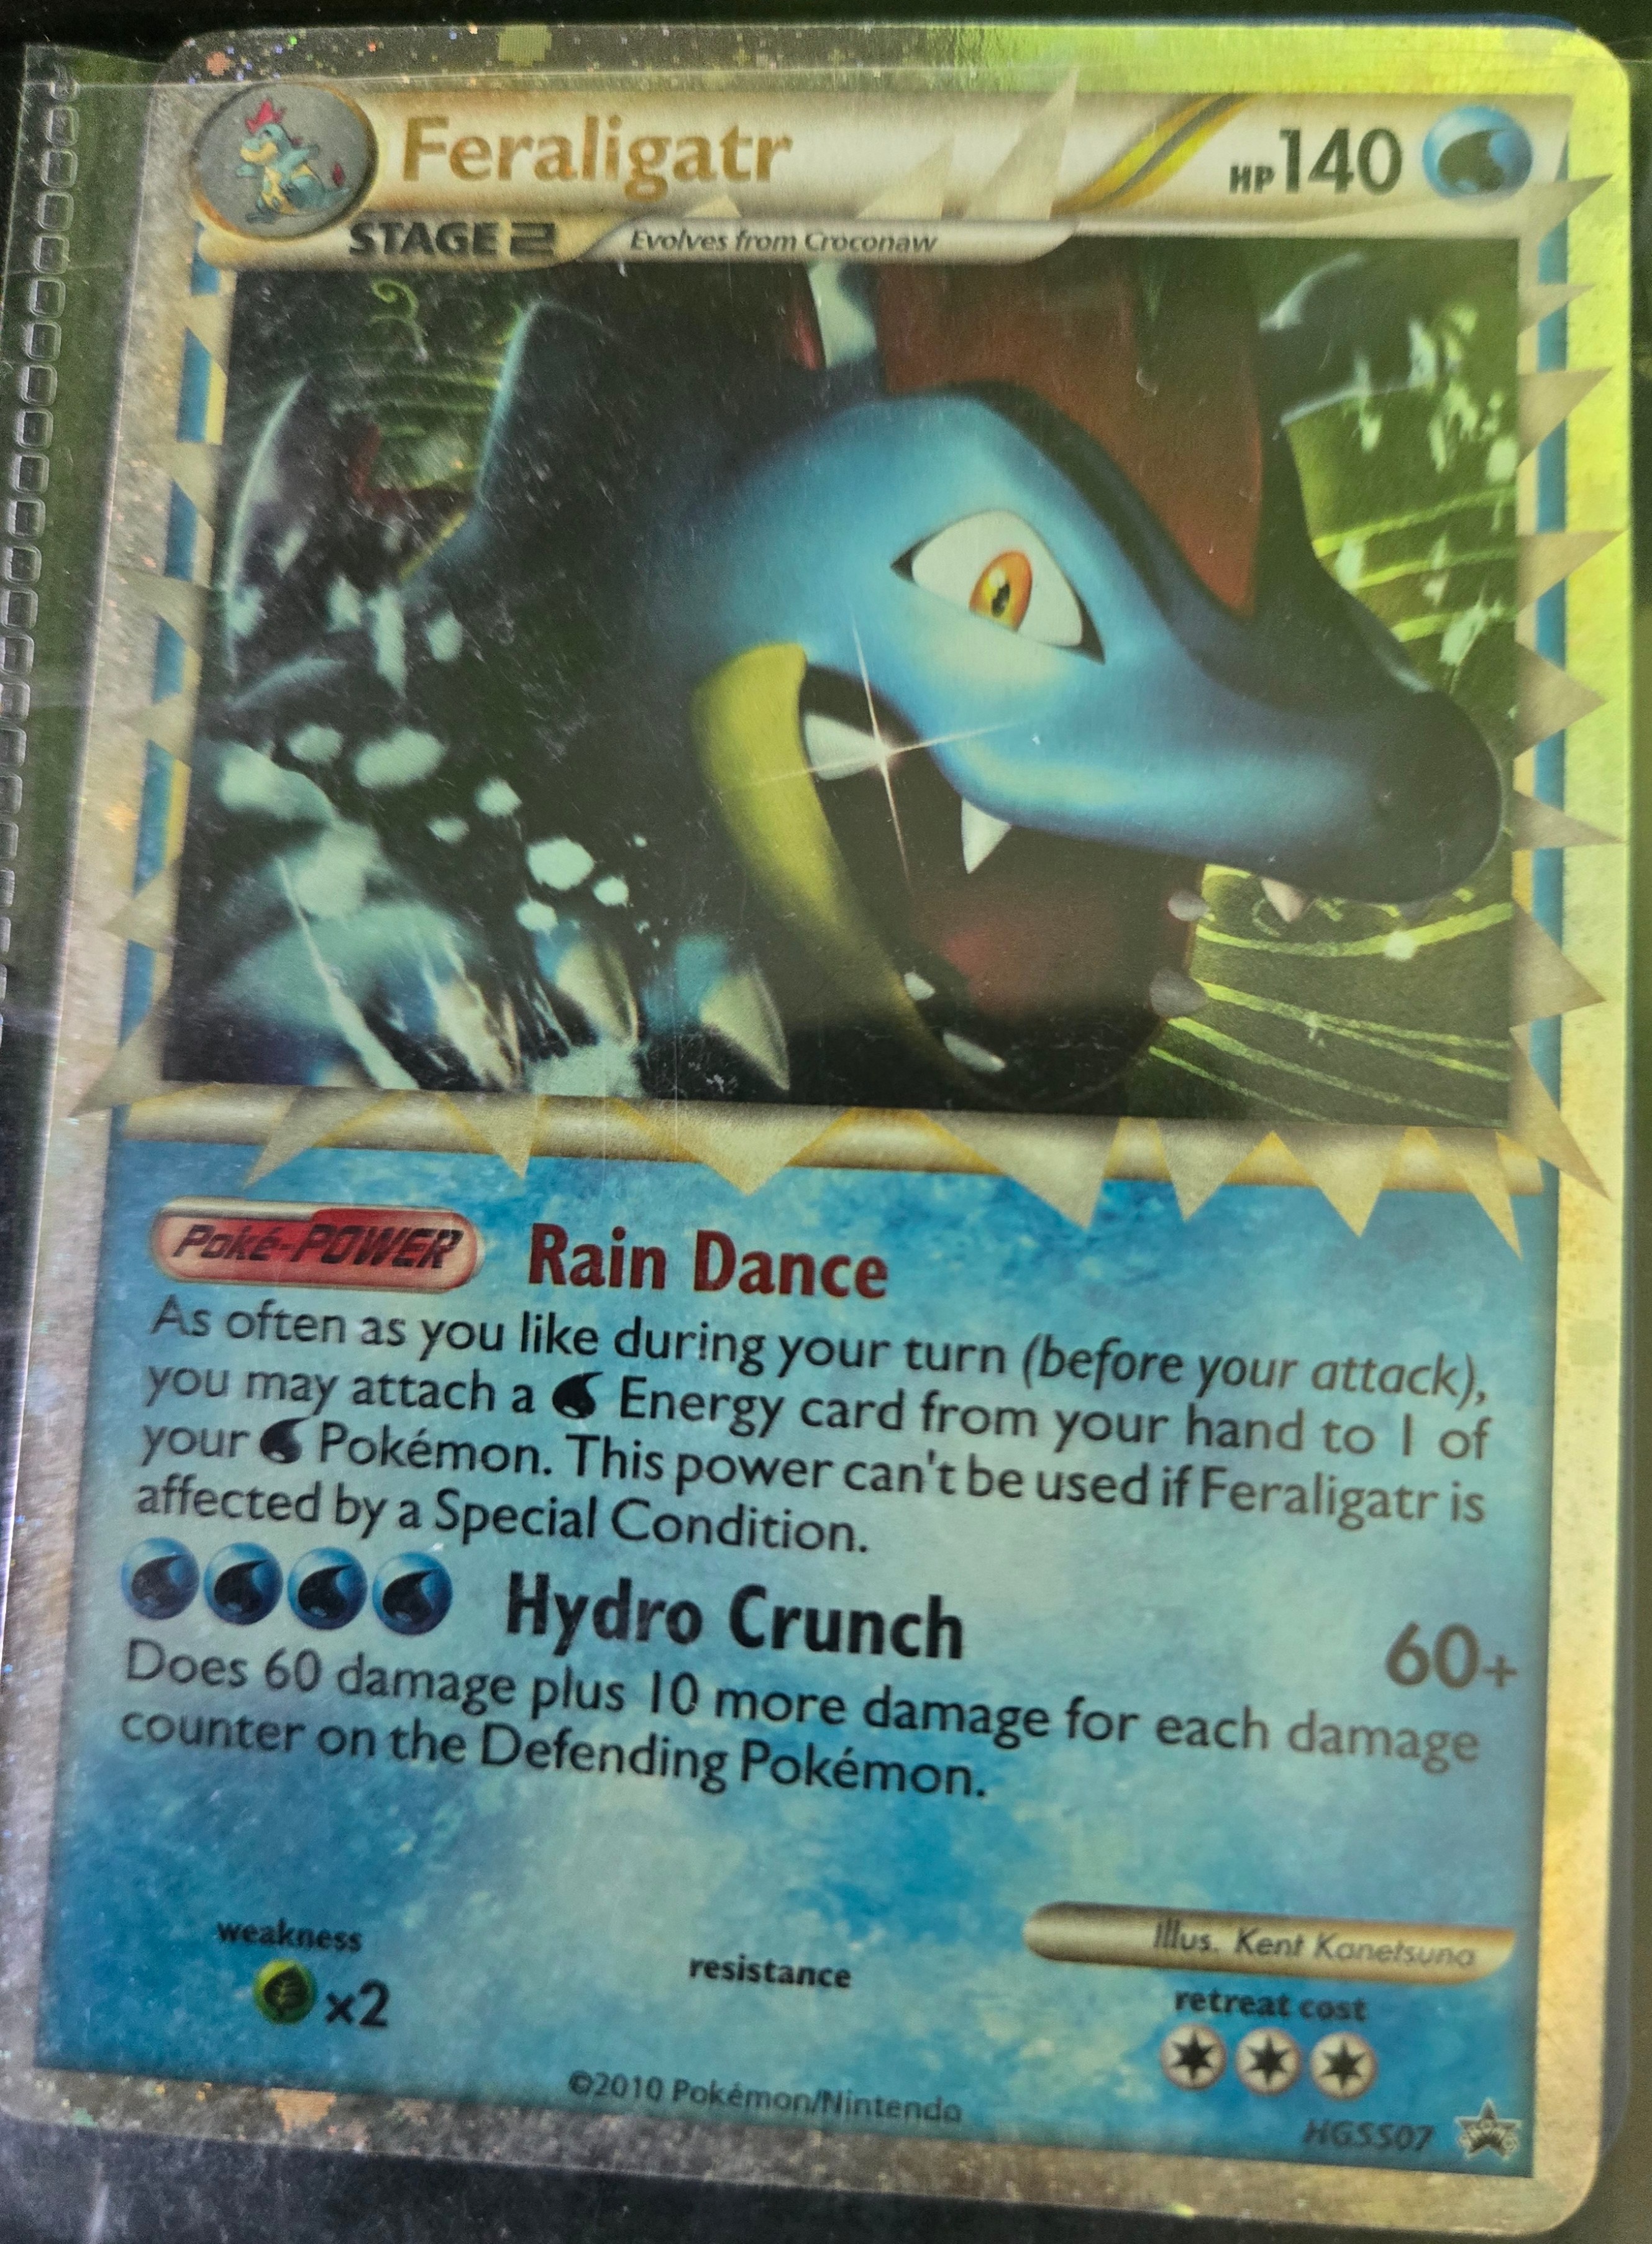 Feraligatr
HP 140
STAGE 2
Evolves from Croconaw
Poké-POWER Rain Dance
As often as you like during your turn (before your attack),
you may attach a Energy card from your hand to 1 of
your Pokémon. This power can't be used if Feraligatr is
affected by a Special Condition.
Hydro Crunch 60+
Does 60 damage plus 10 more damage for each damage
counter on the Defending Pokémon.
Illus. Kent Kanetsuna
weakness
x2
resistance
retreat cost
©2010 Pokémon/Nintendo
HGSS07